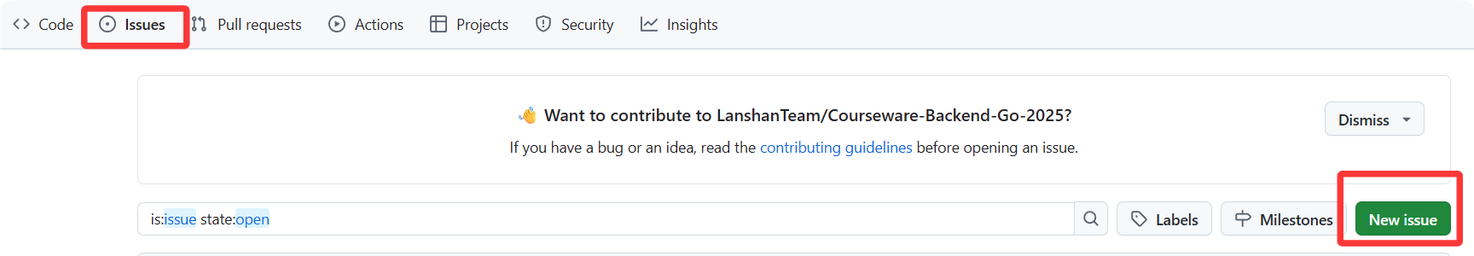 Code Issues Pull requests Actions Projects Security Insights
👋 Want to contribute to LanshanTeam/Courseware-Backend-Go-2025?
Dismiss
If you have a bug or an idea, read the contributing guidelines before opening an issue.
is:issue state:open Labels Milestones New issue